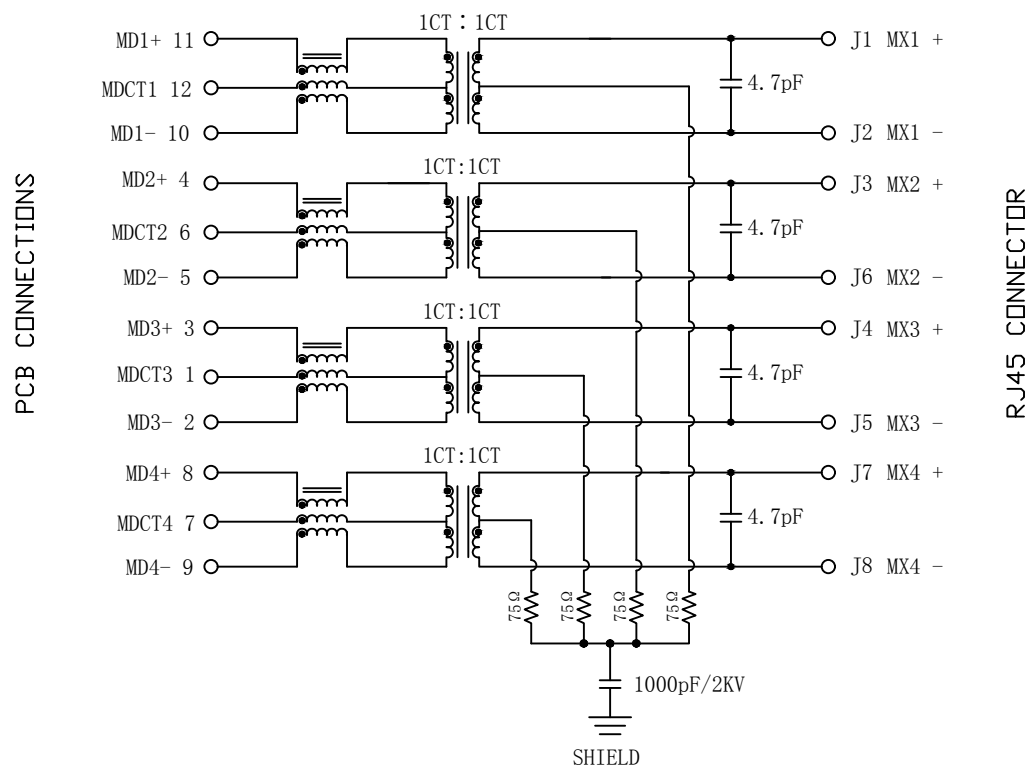 1CT:1CT
MD1+ 11
J1 MX1 +
MDCT1 12
4.7pF
MD1- 10
J2 MX1 -
1CT:1CT
MD2+ 4
J3 MX2 +
MDCT2 6
4.7pF
MD2- 5
J6 MX2 -
1CT:1CT
MD3+ 3
J4 MX3 +
MDCT3 1
4.7pF
MD3- 2
J5 MX3 -
1CT:1CT
MD4+ 8
J7 MX4 +
MDCT4 7
4.7pF
MD4- 9
J8 MX4 -
75Ω
75Ω
75Ω
75Ω
1000pF/2KV
SHIELD
PCB CONNECTIONS
RJ45 CONNECTOR